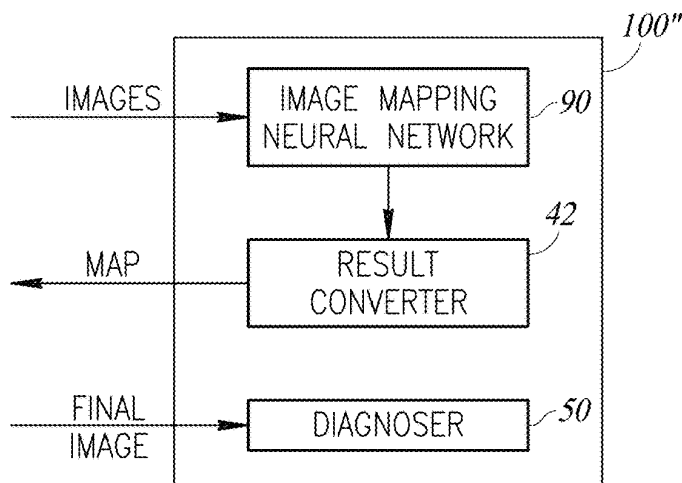 100"
IMAGES
IMAGE MAPPING
NEURAL NETWORK
90
MAP
RESULT
CONVERTER
42
FINAL
IMAGE
DIAGNOSER
50